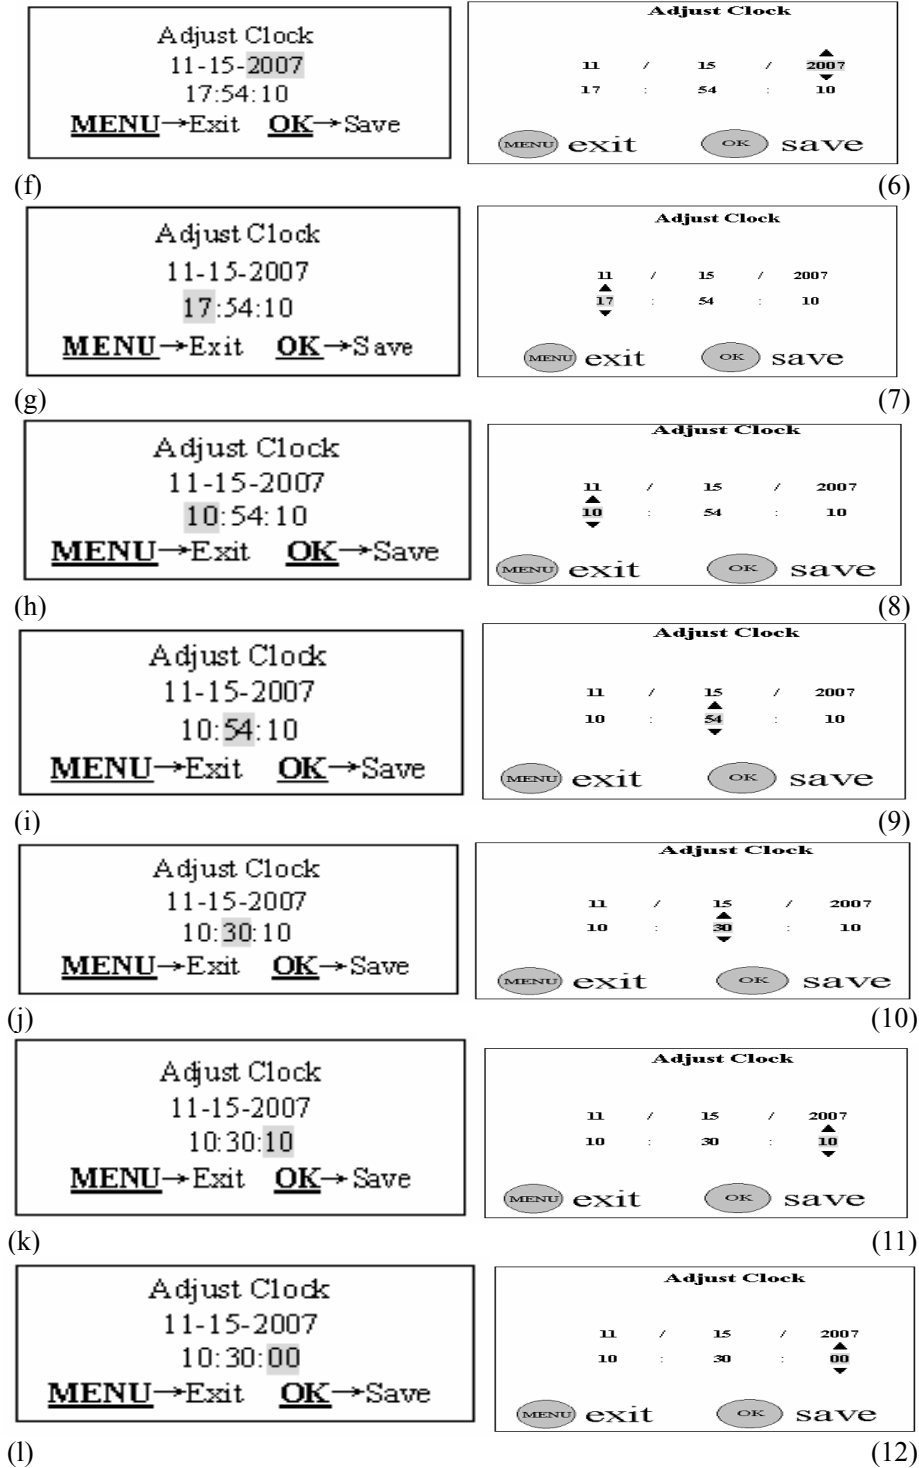 Adjust Clock
11-15-2007
17:54:10
MENU→Exit OK→Save
(f)
Adjust Clock
11 / 15 / 2007
17 : 54 : 10
MENU exit OK save
(6)
Adjust Clock
11-15-2007
17:54:10
MENU→Exit OK→Save
(g)
Adjust Clock
11 / 15 / 2007
17 : 54 : 10
MENU exit OK save
(7)
Adjust Clock
11-15-2007
10:54:10
MENU→Exit OK→Save
(h)
Adjust Clock
11 / 15 / 2007
10 : 54 : 10
MENU exit OK save
(8)
Adjust Clock
11-15-2007
10:54:10
MENU→Exit OK→Save
(i)
Adjust Clock
11 / 15 / 2007
10 : 54 : 10
MENU exit OK save
(9)
Adjust Clock
11-15-2007
10:30:10
MENU→Exit OK→Save
(j)
Adjust Clock
11 / 15 / 2007
10 : 30 : 10
MENU exit OK save
(10)
Adjust Clock
11-15-2007
10:30:10
MENU→Exit OK→Save
(k)
Adjust Clock
11 / 15 / 2007
10 : 30 : 10
MENU exit OK save
(11)
Adjust Clock
11-15-2007
10:30:00
MENU→Exit OK→Save
(l)
Adjust Clock
11 / 15 / 2007
10 : 30 : 00
MENU exit OK save
(12)